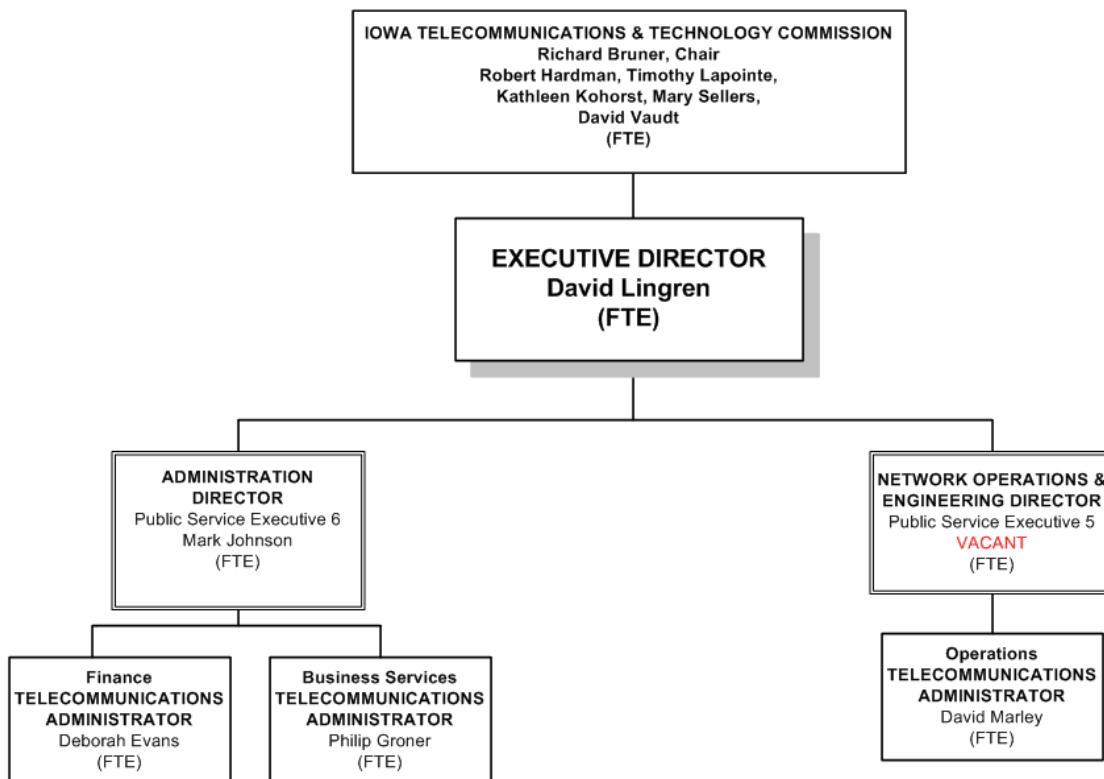 IOWA TELECOMMUNICATIONS & TECHNOLOGY COMMISSION
Richard Bruner, Chair
Robert Hardman, Timothy Lapointe,
Kathleen Kohorst, Mary Sellers,
David Vaudt
(FTE)
EXECUTIVE DIRECTOR
David Lingren
(FTE)
ADMINISTRATION
DIRECTOR
Public Service Executive 6
Mark Johnson
(FTE)
NETWORK OPERATIONS &
ENGINEERING DIRECTOR
Public Service Executive 5
VACANT
(FTE)
Finance
TELECOMMUNICATIONS
ADMINISTRATOR
Deborah Evans
(FTE)
Business Services
TELECOMMUNICATIONS
ADMINISTRATOR
Philip Groner
(FTE)
Operations
TELECOMMUNICATIONS
ADMINISTRATOR
David Marley
(FTE)